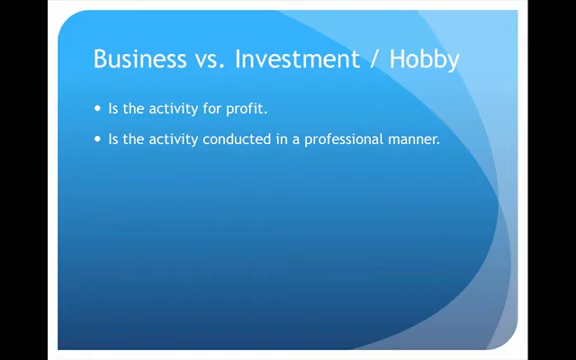 Business vs. Investment / Hobby
• Is the activity for profit.
• Is the activity conducted in a professional manner.